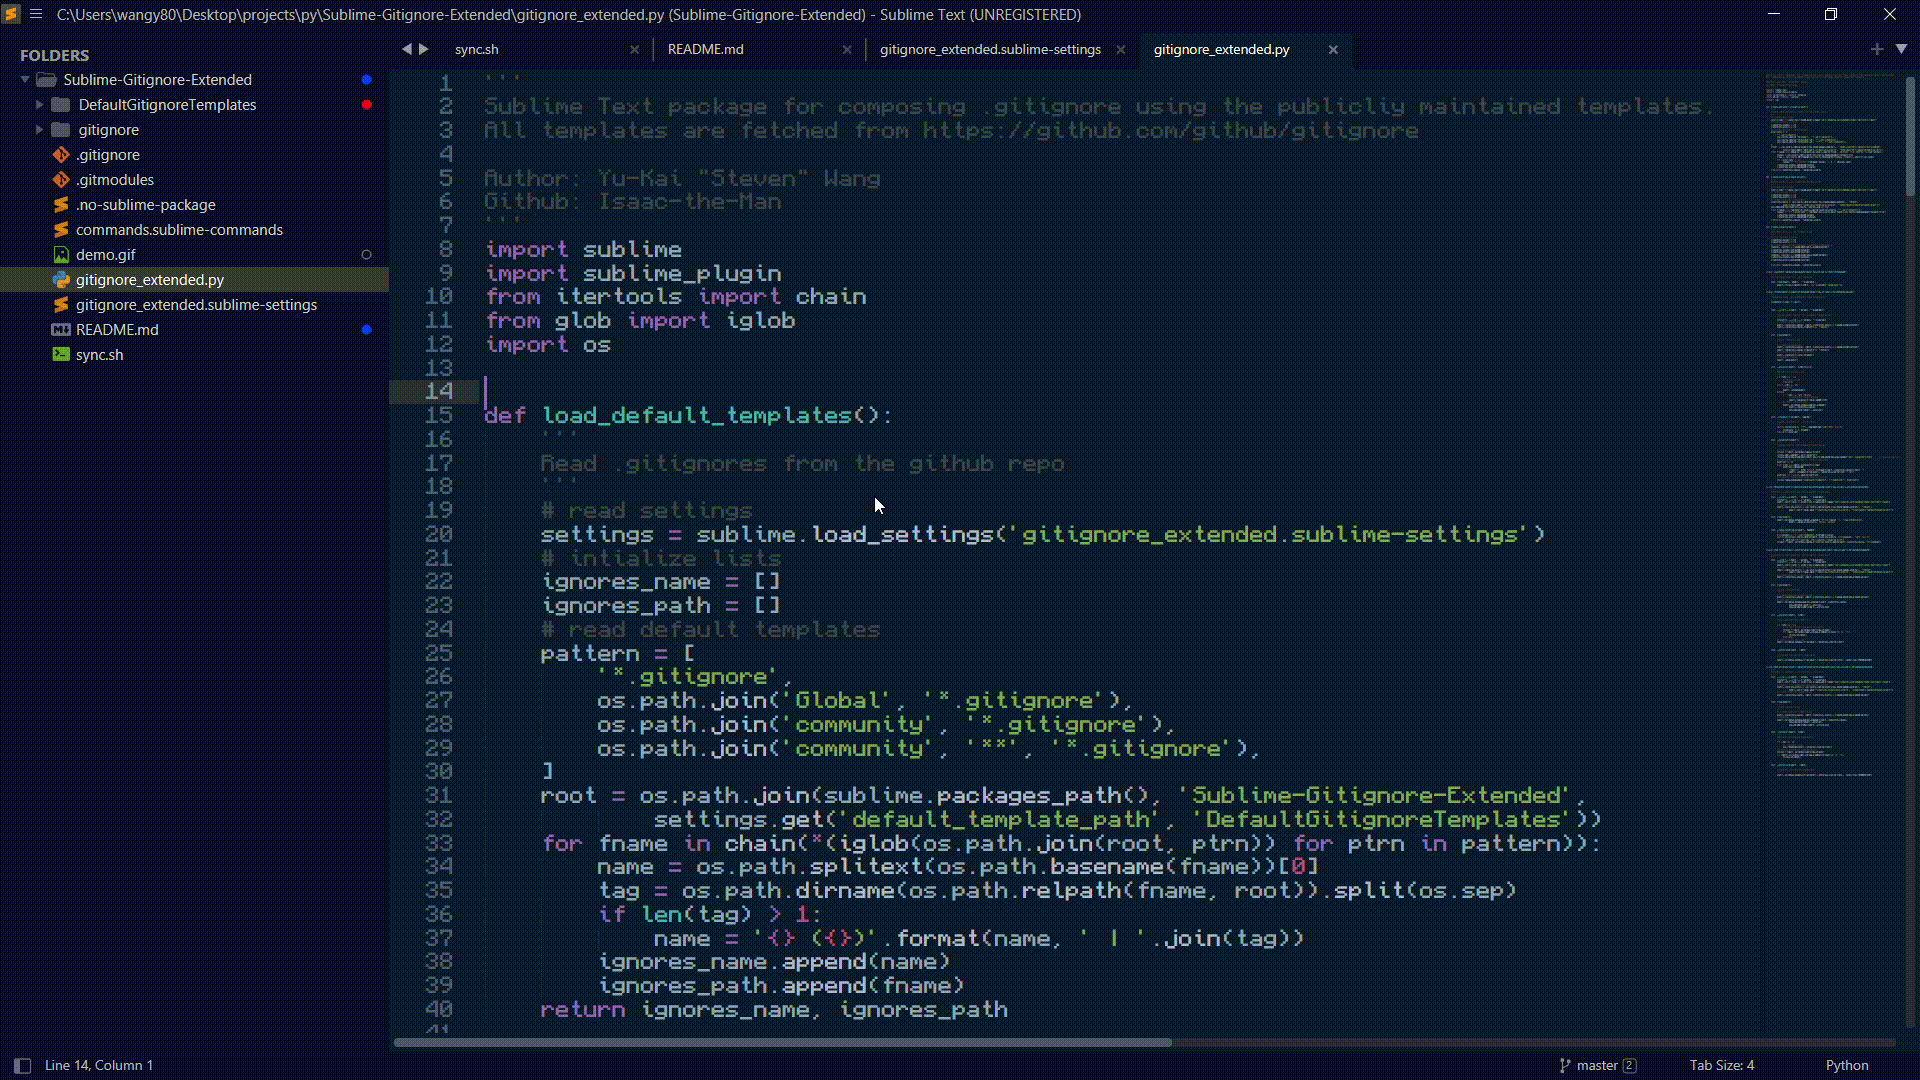 C:\Users\wangy80\Desktop\projects\py\Sublime-Gitignore-Extended\gitignore_extended.py (Sublime-Gitignore-Extended) - Sublime Text (UNREGISTERED)
FOLDERS
Sublime-Gitignore-Extended
DefaultGitignoreTemplates
gitignore
.gitignore
.gitmodules
.no-sublime-package
commands.sublime-commands
demo.gif
gitignore_extended.py
gitignore_extended.sublime-settings
README.md
sync.sh
sync.sh README.md gitignore_extended.sublime-settings gitignore_extended.py
1 '''
2 Sublime Text package for composing .gitignore using the publicliy maintained templates.
3 All templates are fetched from https://github.com/github/gitignore
4
5 Author: Yu-Kai "Steven" Wang
6 Github: Isaac-the-Man
7 '''
8 import sublime
9 import sublime_plugin
10 from itertools import chain
11 from glob import iglob
12 import os
13
14
15 def load_default_templates():
16     '''
17     Read .gitignores from the github repo
18     '''
19     # read settings
20     settings = sublime.load_settings('gitignore_extended.sublime-settings')
21     # intialize lists
22     ignores_name = []
23     ignores_path = []
24     # read default templates
25     pattern = [
26         '*.gitignore',
27         os.path.join('Global', '*.gitignore'),
28         os.path.join('community', '*.gitignore'),
29         os.path.join('community', '**', '*.gitignore'),
30     ]
31     root = os.path.join(sublime.packages_path(), 'Sublime-Gitignore-Extended',
32             settings.get('default_template_path', 'DefaultGitignoreTemplates'))
33     for fname in chain(*(iglob(os.path.join(root, ptrn)) for ptrn in pattern)):
34         name = os.path.splitext(os.path.basename(fname))[0]
35         tag = os.path.dirname(os.path.relpath(fname, root)).split(os.sep)
36         if len(tag) > 1:
37             name = '{} ({})'.format(name, ' | '.join(tag))
38         ignores_name.append(name)
39         ignores_path.append(fname)
40     return ignores_name, ignores_path
41
Line 14, Column 1
master 2
Tab Size: 4
Python